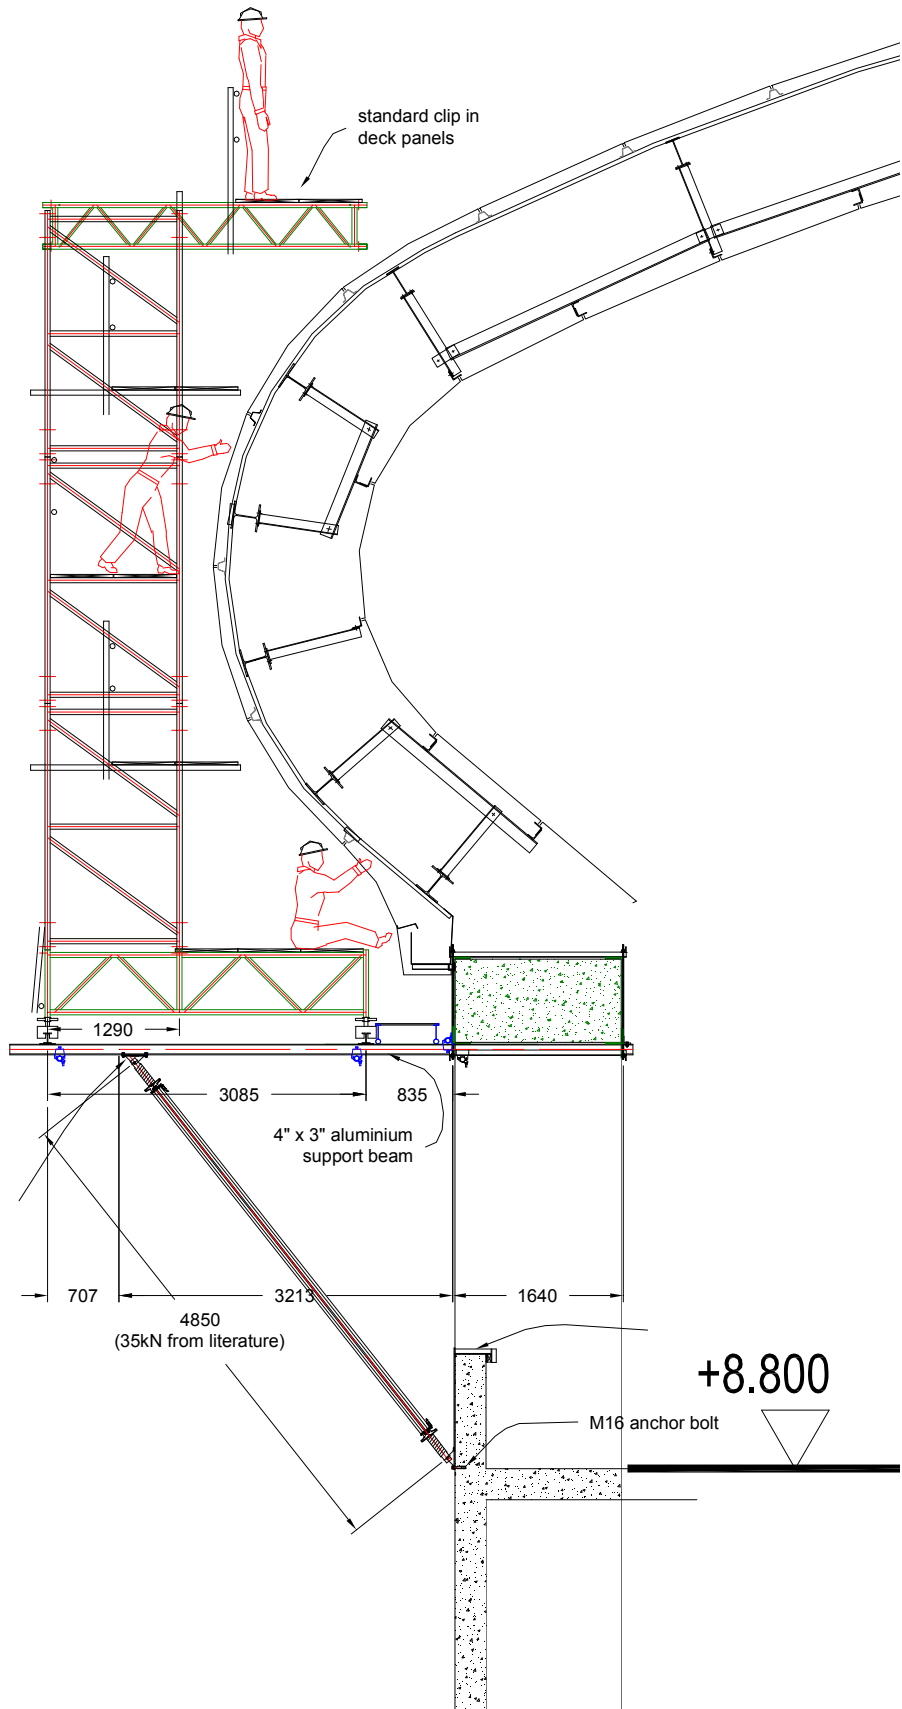 standard clip in
deck panels
1290
3085
835
4" x 3" aluminium
support beam
707
3213
1640
4850
(35kN from literature)
+8.800
M16 anchor bolt